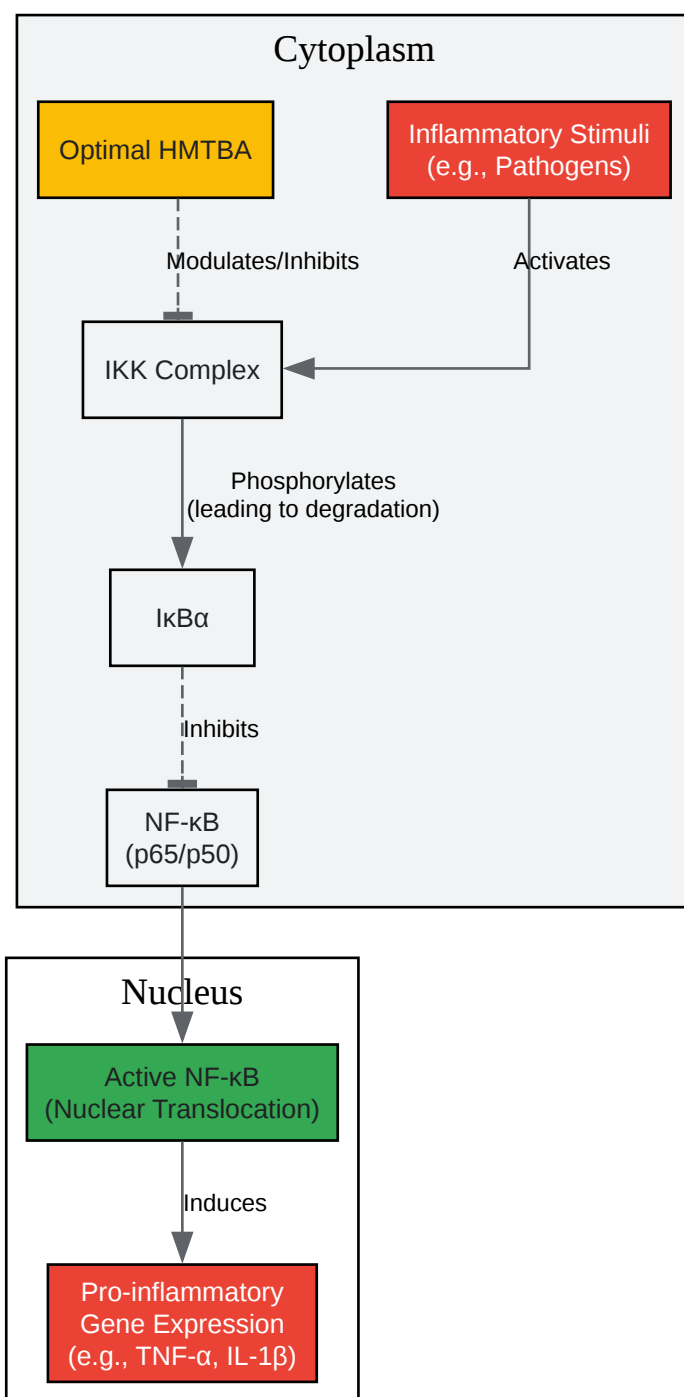 Cytoplasm
Optimal HMTBA
Inflammatory Stimuli
(e.g., Pathogens)
Modulates/Inhibits
Activates
IKK Complex
Phosphorylates
(leading to degradation)
IκBα
Inhibits
NF-κB
(p65/p50)
Nucleus
Active NF-κB
(Nuclear Translocation)
Induces
Pro-inflammatory
Gene Expression
(e.g., TNF-α, IL-1β)